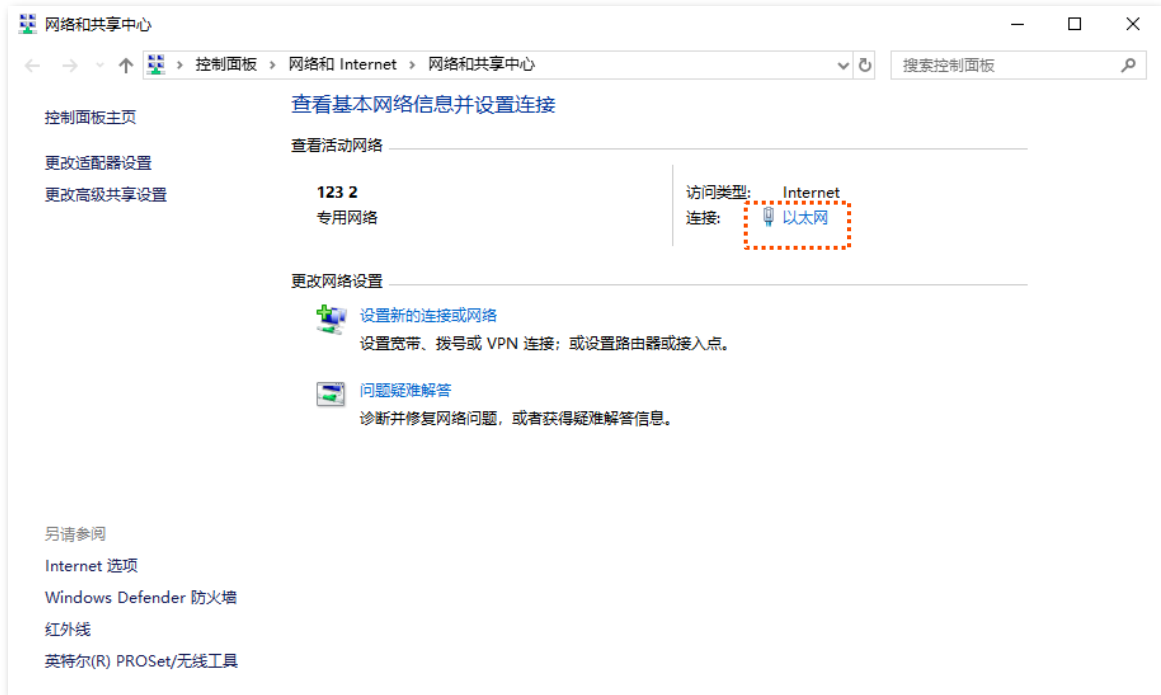 网络和共享中心
控制面板 › 网络和 Internet › 网络和共享中心
搜索控制面板
控制面板主页
更改适配器设置
更改高级共享设置
查看基本网络信息并设置连接
查看活动网络
123 2
专用网络
访问类型: Internet
连接: 以太网
更改网络设置
设置新的连接或网络
设置宽带、拨号或 VPN 连接；或设置路由器或接入点。
问题疑难解答
诊断并修复网络问题，或者获得疑难解答信息。
另请参阅
Internet 选项
Windows Defender 防火墙
红外线
英特尔(R) PROSet/无线工具